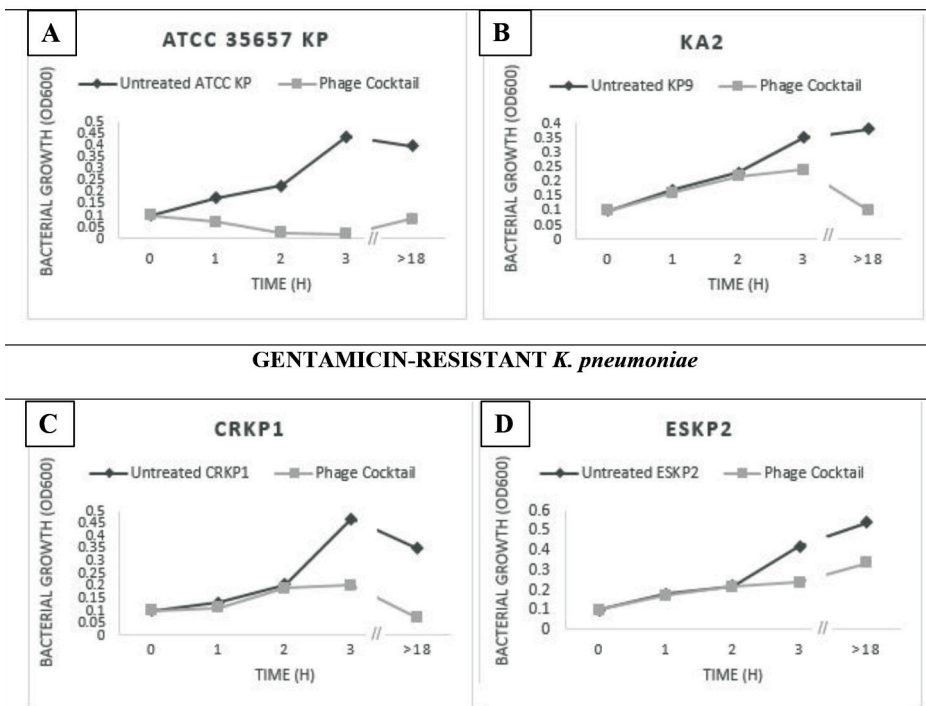 A
ATCC 35657 KP
Untreated ATCC KP
Phage Cocktail
BACTERIAL GROWTH (OD600)
0.5
0.45
0.4
0.35
0.3
0.25
0.2
0.15
0.1
0.05
0
0 1 2 3 // >18
TIME (H)
B
KA2
Untreated KP9
Phage Cocktail
BACTERIAL GROWTH (OD600)
0.4
0.35
0.3
0.25
0.2
0.15
0.1
0.05
0
0 1 2 3 // >18
TIME (H)
GENTAMICIN-RESISTANT K. pneumoniae
C
CRKP1
Untreated CRKP1
Phage Cocktail
BACTERIAL GROWTH (OD600)
0.5
0.45
0.4
0.35
0.3
0.25
0.2
0.15
0.1
0.05
0
0 1 2 3 // >18
TIME (H)
D
ESKP2
Untreated ESKP2
Phage Cocktail
BACTERIAL GROWTH (OD600)
0.6
0.5
0.4
0.3
0.2
0.1
0
0 1 2 3 // >18
TIME (H)